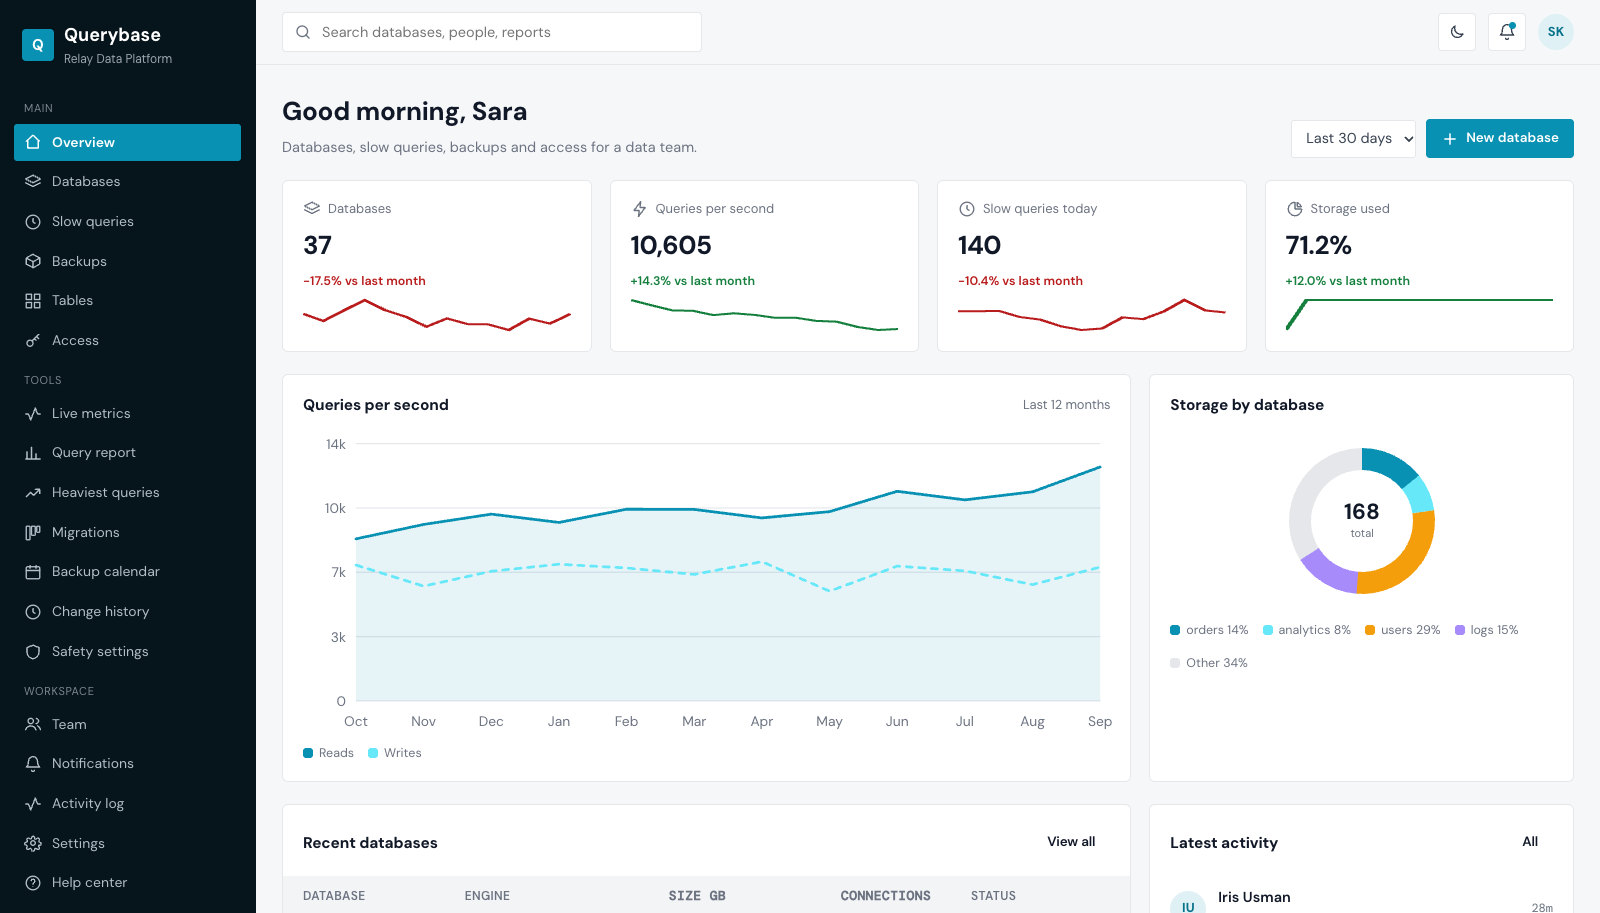 Q
Querybase
Relay Data Platform
MAIN
Overview
Databases
Slow queries
Backups
Tables
Access
TOOLS
Live metrics
Query report
Heaviest queries
Migrations
Backup calendar
Change history
Safety settings
WORKSPACE
Team
Notifications
Activity log
Settings
Help center
Search databases, people, reports
SK
Good morning, Sara
Databases, slow queries, backups and access for a data team.
Last 30 days
New database
Databases
37
-17.5% vs last month
Queries per second
10,605
+14.3% vs last month
Slow queries today
140
-10.4% vs last month
Storage used
71.2%
+12.0% vs last month
Queries per second
Last 12 months
14k
10k
7k
3k
0
Oct Nov Dec Jan Feb Mar Apr May Jun Jul Aug Sep
Reads Writes
Storage by database
168
total
orders 14% analytics 8% users 29% logs 15%
Other 34%
Recent databases
View all
DATABASE ENGINE SIZE GB CONNECTIONS STATUS
Latest activity
All
IU
Iris Usman
28m